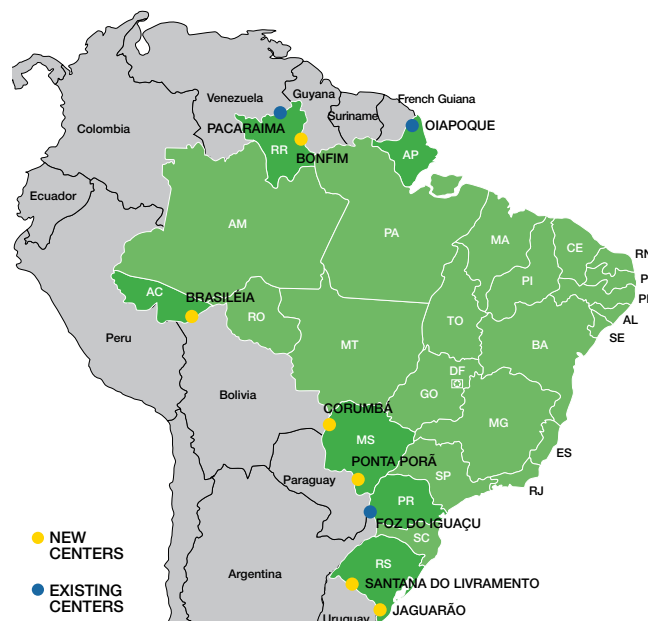 Venezuela
Guyana
Suriname
French Guiana
OIAPOQUE
PACARAIMA
Colombia
BONFIM
RR
AP
Ecuador
AM
PA
MA
CE
RN
PI
AC
BRASILÉIA
RO
TO
AL
SE
Peru
MT
BA
DF
GO
Bolivia
CORUMBÁ
MG
MS
ES
PONTA PORÃ
SP
Paraguay
RJ
PR
FOZ DO IGUAÇU
SC
NEW
CENTERS
RS
Argentina
SANTANA DO LIVRAMENTO
EXISTING
CENTERS
JAGUARÃO
Uruguay